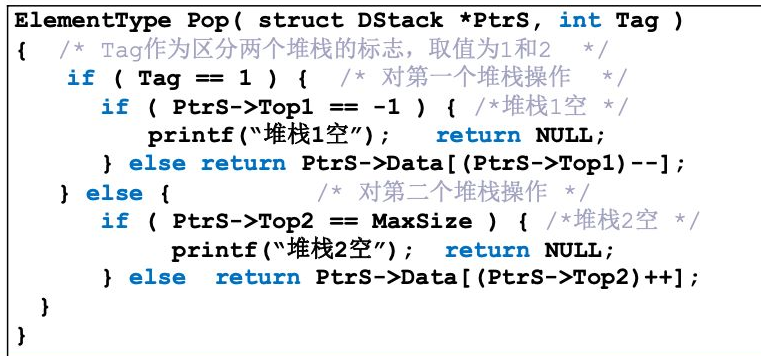 ElementType Pop( struct DStack *PtrS, int Tag )
{ /* Tag作为区分两个堆栈的标志，取值为1和2 */
if ( Tag == 1 ) { /* 对第一个堆栈操作 */
if ( PtrS->Top1 == -1 ) { /*堆栈1空 */
printf(“堆栈1空”); return NULL;
} else return PtrS->Data[(PtrS->Top1)--];
} else { /* 对第二个堆栈操作 */
if ( PtrS->Top2 == MaxSize ) { /*堆栈2空 */
printf(“堆栈2空”); return NULL;
} else return PtrS->Data[(PtrS->Top2)++];
}
}